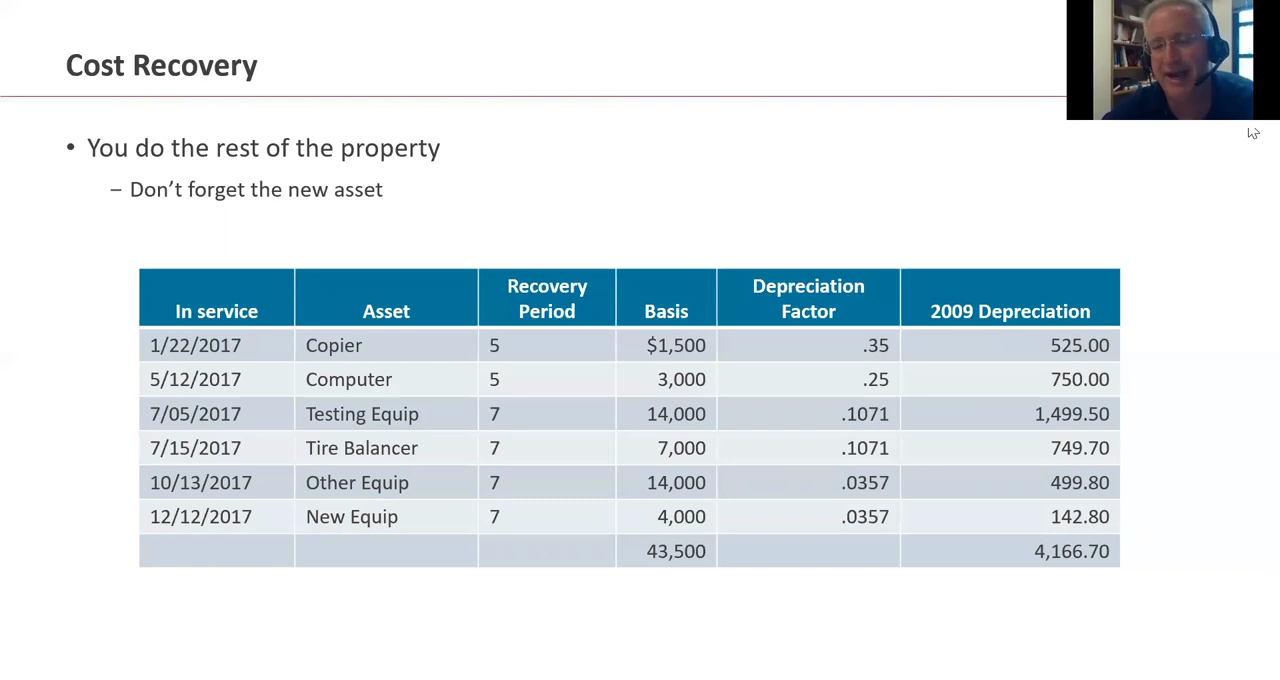 Cost Recovery
• You do the rest of the property
– Don’t forget the new asset
In service Asset Recovery Period Basis Depreciation Factor 2009 Depreciation
1/22/2017 Copier 5 $1,500 .35 525.00
5/12/2017 Computer 5 3,000 .25 750.00
7/05/2017 Testing Equip 7 14,000 .1071 1,499.50
7/15/2017 Tire Balancer 7 7,000 .1071 749.70
10/13/2017 Other Equip 7 14,000 .0357 499.80
12/12/2017 New Equip 7 4,000 .0357 142.80
43,500 4,166.70